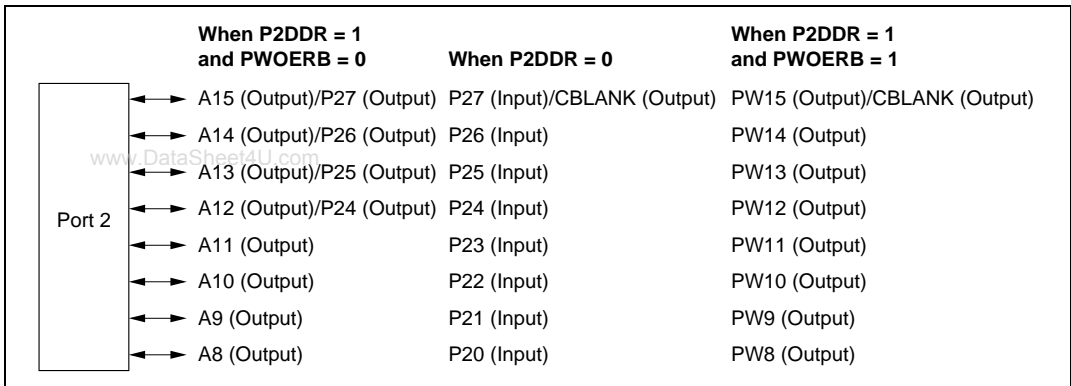 When P2DDR = 1 and PWOERB = 0
When P2DDR = 0
When P2DDR = 1 and PWOERB = 1
Port 2
A15 (Output)/P27 (Output) P27 (Input)/CBLANK (Output) PW15 (Output)/CBLANK (Output)
A14 (Output)/P26 (Output) P26 (Input) PW14 (Output)
www.DataSheet4U.com
A13 (Output)/P25 (Output) P25 (Input) PW13 (Output)
A12 (Output)/P24 (Output) P24 (Input) PW12 (Output)
A11 (Output) P23 (Input) PW11 (Output)
A10 (Output) P22 (Input) PW10 (Output)
A9 (Output) P21 (Input) PW9 (Output)
A8 (Output) P20 (Input) PW8 (Output)